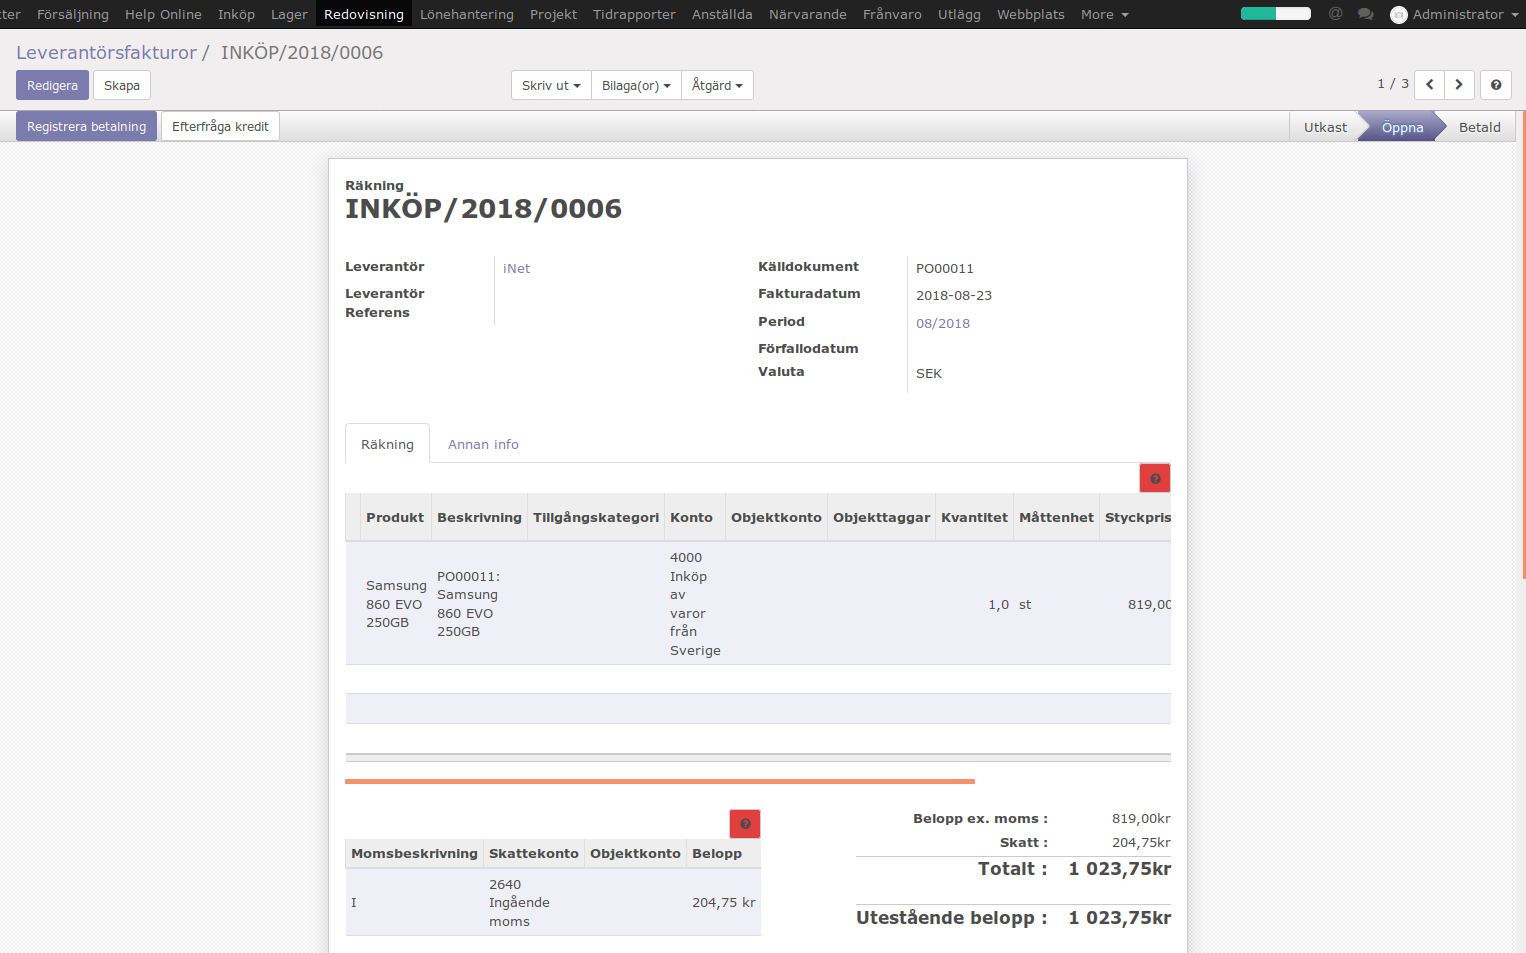 ter Försäljning Help Online Inköp Lager Redovisning Lönehantering Projekt Tidrapporter Anställda Närvarande Frånvaro Utlägg Webbplats More @ Administrator
Leverantörsfakturor / INKÖP/2018/0006
Redigera Skapa Skriv ut Bilaga(or) Åtgärd 1 / 3
Registrera betalning Efterfråga kredit Utkast Öppna Betald
Räkning
INKÖP/2018/0006
Leverantör iNet
Leverantör
Referens
Källdokument PO00011
Fakturadatum 2018-08-23
Period 08/2018
Förfallodatum
Valuta SEK
Räkning Annan info
Produkt Beskrivning Tillgångskategori Konto Objektkonto Objekttaggar Kvantitet Måttenhet Styckpris
Samsung
860 EVO
250GB
PO00011:
Samsung
860 EVO
250GB
4000
Inköp
av
varor
från
Sverige
1,0 st 819,00
Momsbeskrivning Skattekonto Objektkonto Belopp
I
2640
Ingående
moms
204,75 kr
Belopp ex. moms : 819,00kr
Skatt : 204,75kr
Totalt : 1 023,75kr
Utestående belopp : 1 023,75kr